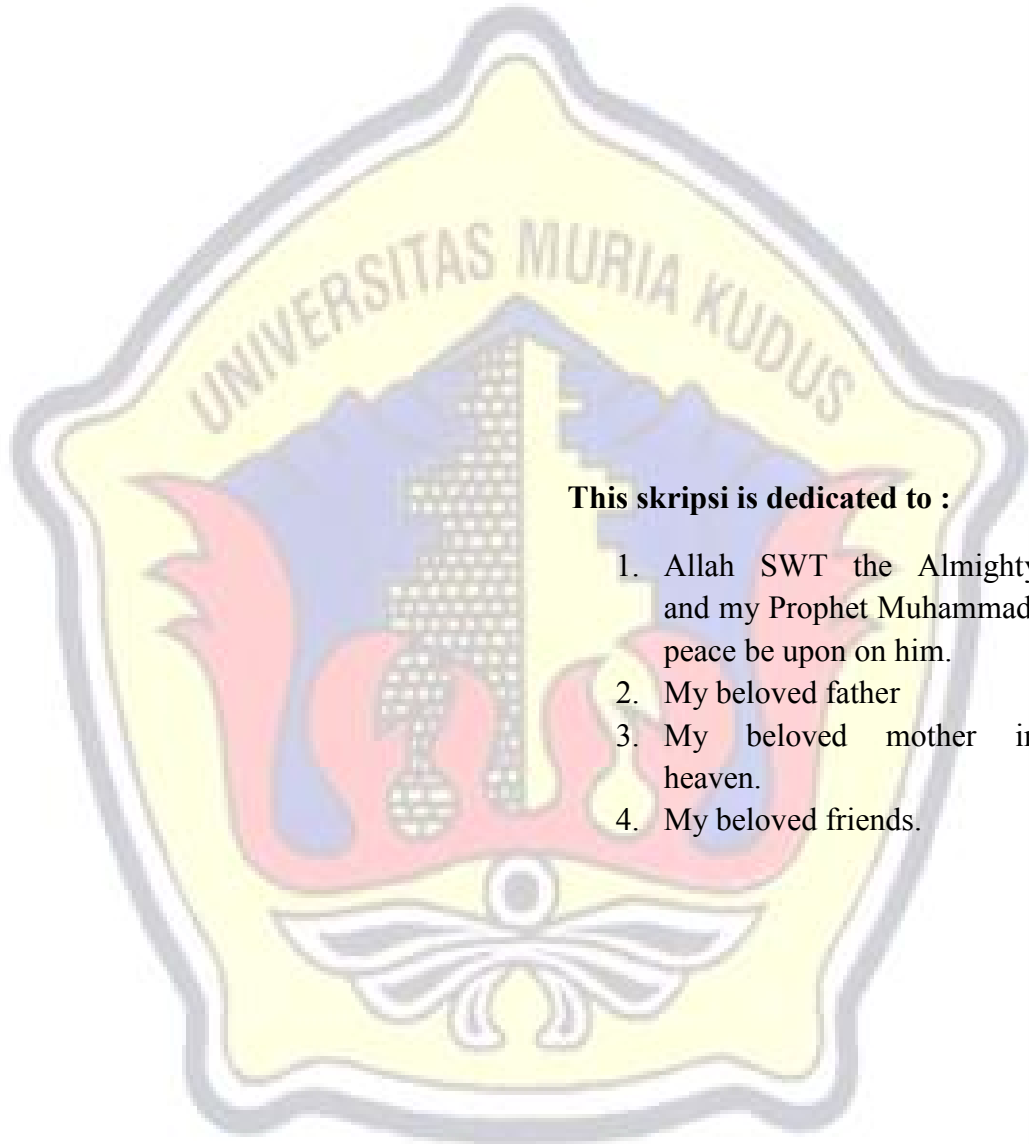 UNIVERSITAS MURIA KUDUS
This skripsi is dedicated to :
1. Allah SWT the Almighty
and my Prophet Muhammad
peace be upon on him.
2. My beloved father
3. My beloved mother in
heaven.
4. My beloved friends.